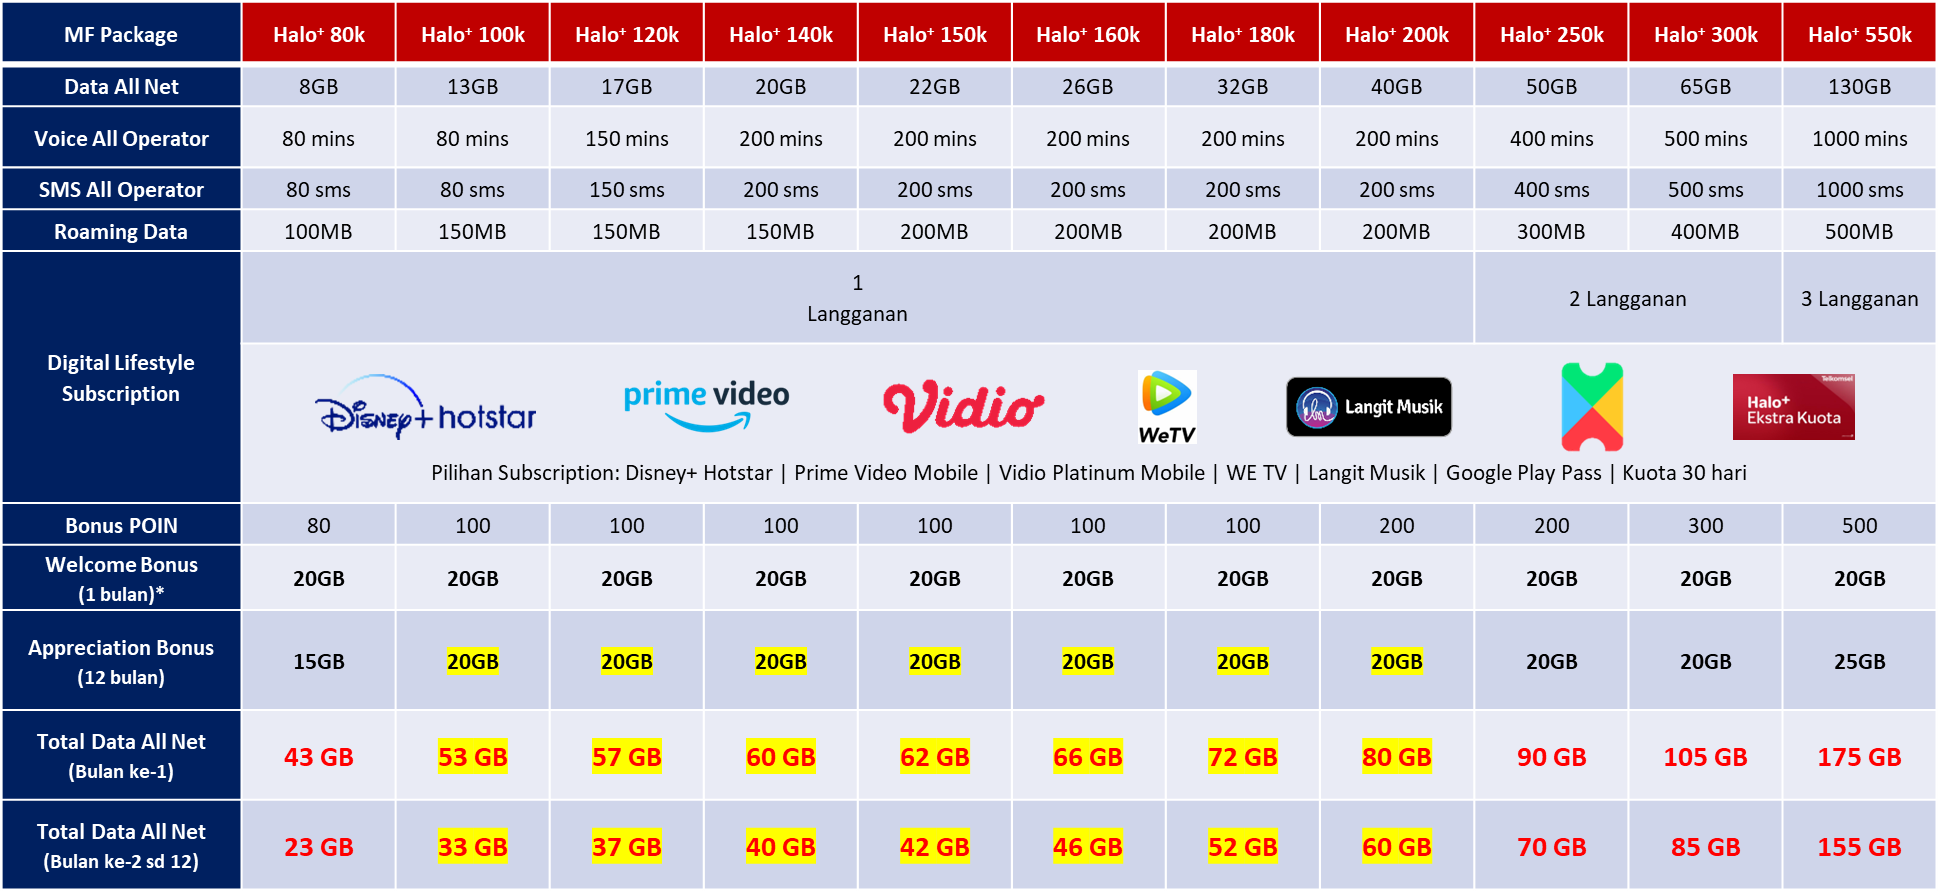 MF Package Halo+ 80k Halo+ 100k Halo+ 120k Halo+ 140k Halo+ 150k Halo+ 160k Halo+ 180k Halo+ 200k Halo+ 250k Halo+ 300k Halo+ 550k
Data All Net 8GB 13GB 17GB 20GB 22GB 26GB 32GB 40GB 50GB 65GB 130GB
Voice All Operator 80 mins 80 mins 150 mins 200 mins 200 mins 200 mins 200 mins 200 mins 400 mins 500 mins 1000 mins
SMS All Operator 80 sms 80 sms 150 sms 200 sms 200 sms 200 sms 200 sms 200 sms 400 sms 500 sms 1000 sms
Roaming Data 100MB 150MB 150MB 150MB 200MB 200MB 200MB 200MB 300MB 400MB 500MB
Digital Lifestyle
Subscription
1
Langganan
2 Langganan
3 Langganan
Disney+ hotstar
prime video
Vidio
WeTV
lm Langit Musik
Telkomsel
Halo+
Ekstra Kuota
Pilihan Subscription: Disney+ Hotstar | Prime Video Mobile | Vidio Platinum Mobile | WE TV | Langit Musik | Google Play Pass | Kuota 30 hari
Bonus POIN 80 100 100 100 100 100 100 200 200 300 500
Welcome Bonus
(1 bulan)*
20GB 20GB 20GB 20GB 20GB 20GB 20GB 20GB 20GB 20GB 20GB
Appreciation Bonus
(12 bulan)
15GB 20GB 20GB 20GB 20GB 20GB 20GB 20GB 20GB 20GB 25GB
Total Data All Net
(Bulan ke-1)
43 GB 53 GB 57 GB 60 GB 62 GB 66 GB 72 GB 80 GB 90 GB 105 GB 175 GB
Total Data All Net
(Bulan ke-2 sd 12)
23 GB 33 GB 37 GB 40 GB 42 GB 46 GB 52 GB 60 GB 70 GB 85 GB 155 GB